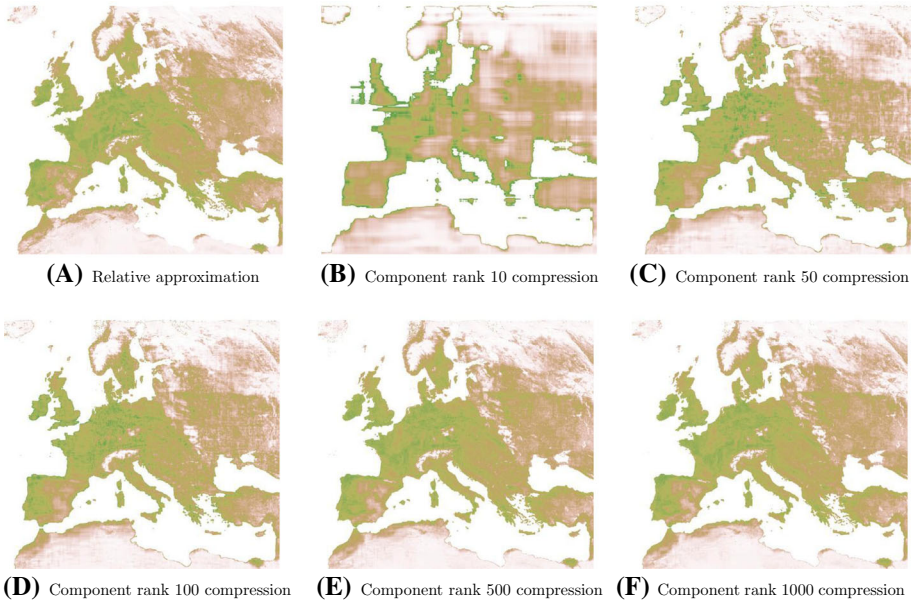 (A) Relative approximation
(B) Component rank 10 compression
(C) Component rank 50 compression
(D) Component rank 100 compression
(E) Component rank 500 compression
(F) Component rank 1000 compression